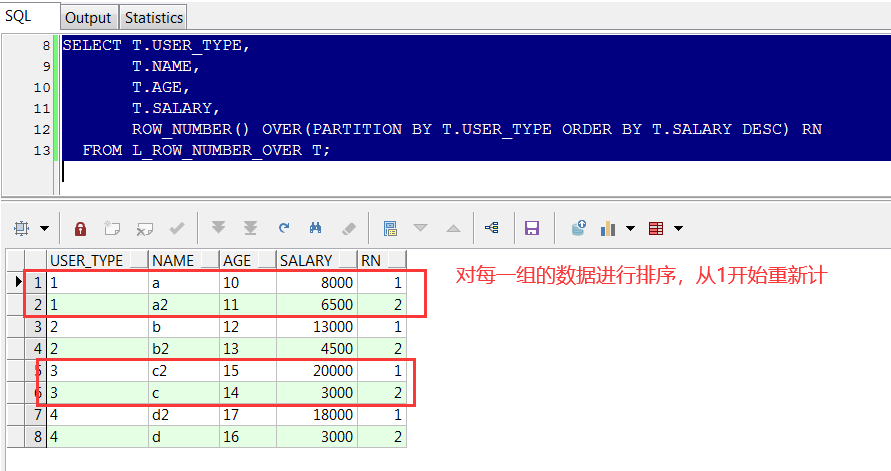 SQL Output Statistics
8 SELECT T.USER_TYPE,
9 T.NAME,
10 T.AGE,
11 T.SALARY,
12 ROW_NUMBER() OVER(PARTITION BY T.USER_TYPE ORDER BY T.SALARY DESC) RN
13 FROM L_ROW_NUMBER_OVER T;
USER_TYPE NAME AGE SALARY RN
1 1 a 10 8000 1
2 1 a2 11 6500 2
3 2 b 12 13000 1
4 2 b2 13 4500 2
5 3 c2 15 20000 1
6 3 c 14 3000 2
7 4 d2 17 18000 1
8 4 d 16 3000 2
对每一组的数据进行排序，从1开始重新计